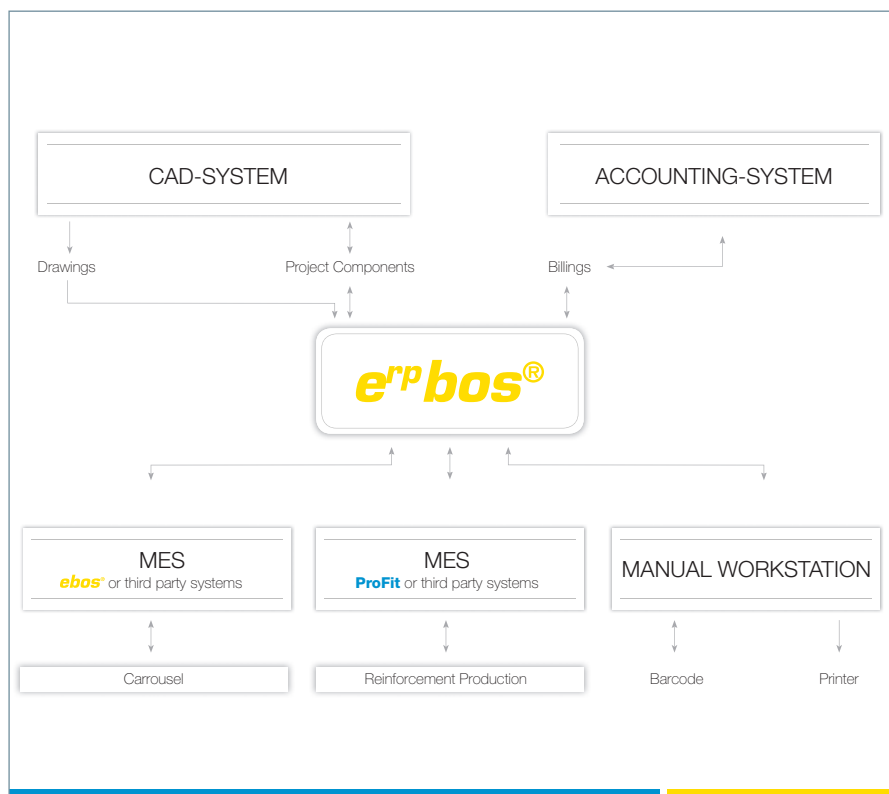 CAD-SYSTEM
ACCOUNTING-SYSTEM
Drawings
Project Components
Billings
erpbos®
MES
ebos® or third party systems
MES
ProFit or third party systems
MANUAL WORKSTATION
Carrousel
Reinforcement Production
Barcode
Printer